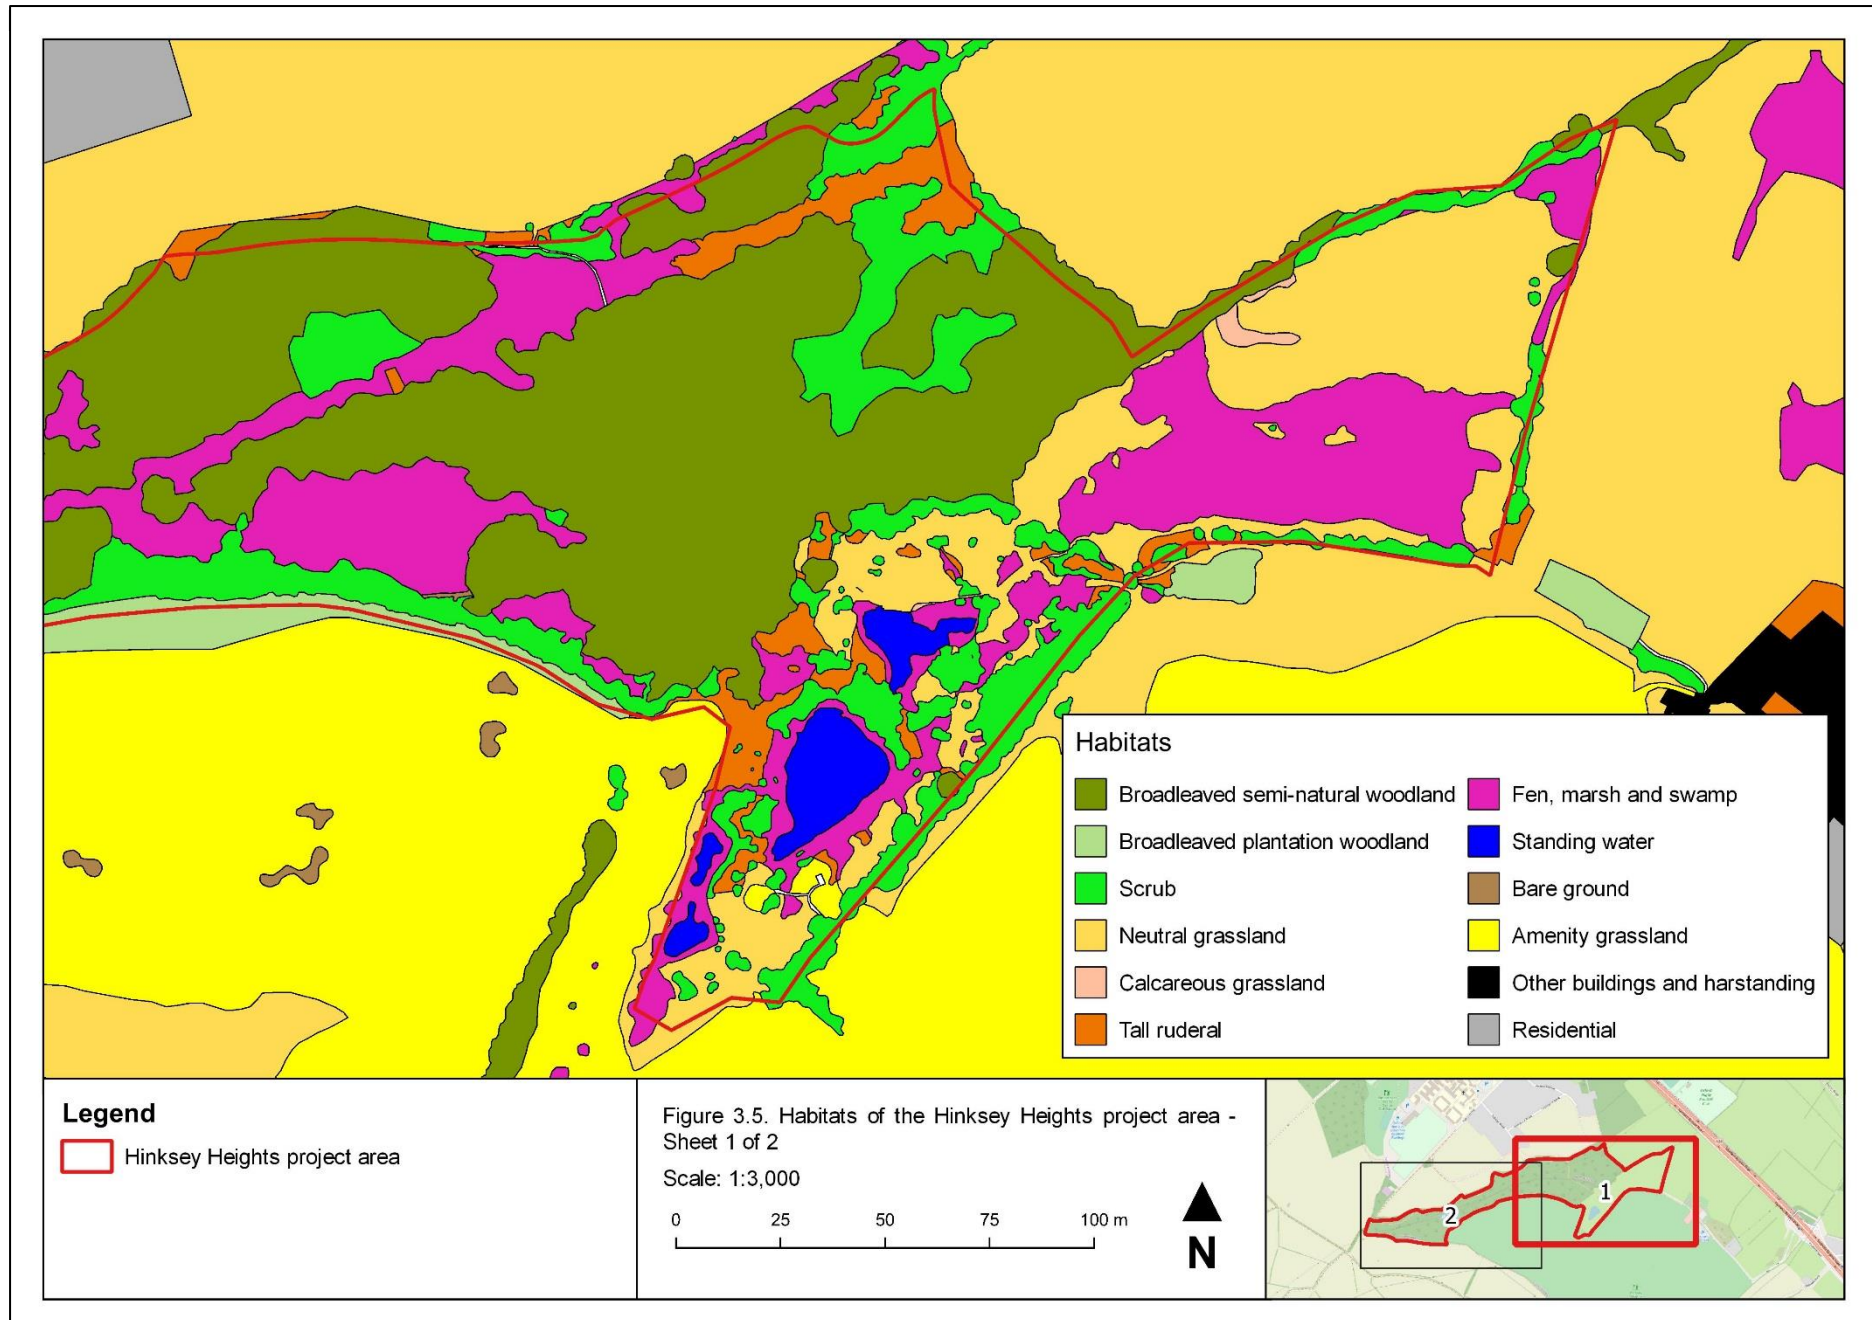 Habitats
Broadleaved semi-natural woodland
Broadleaved plantation woodland
Scrub
Neutral grassland
Calcareous grassland
Tall ruderal
Fen, marsh and swamp
Standing water
Bare ground
Amenity grassland
Other buildings and harstanding
Residential
Legend
Hinksey Heights project area
Figure 3.5. Habitats of the Hinksey Heights project area -
Sheet 1 of 2
Scale: 1:3,000
0 25 50 75 100 m
N
1
2